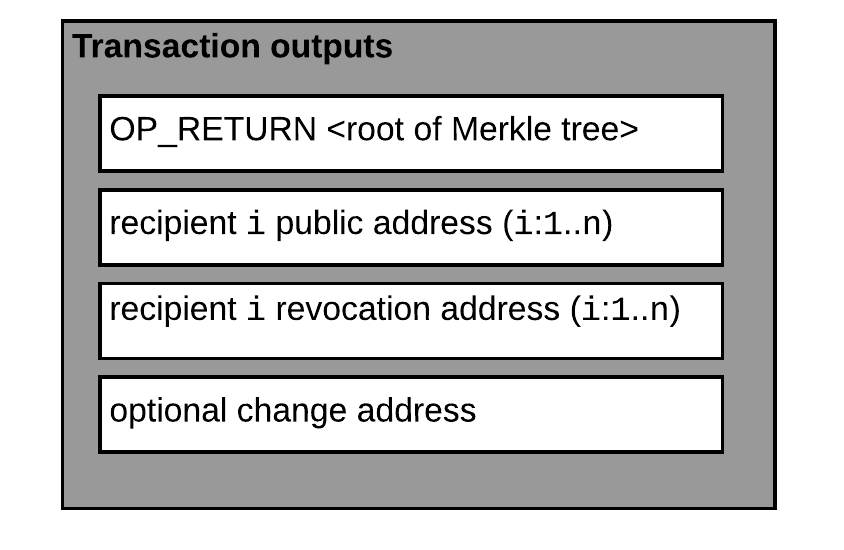 Transaction outputs
OP_RETURN <root of Merkle tree>
recipient i public address (i:1..n)
recipient i revocation address (i:1..n)
optional change address